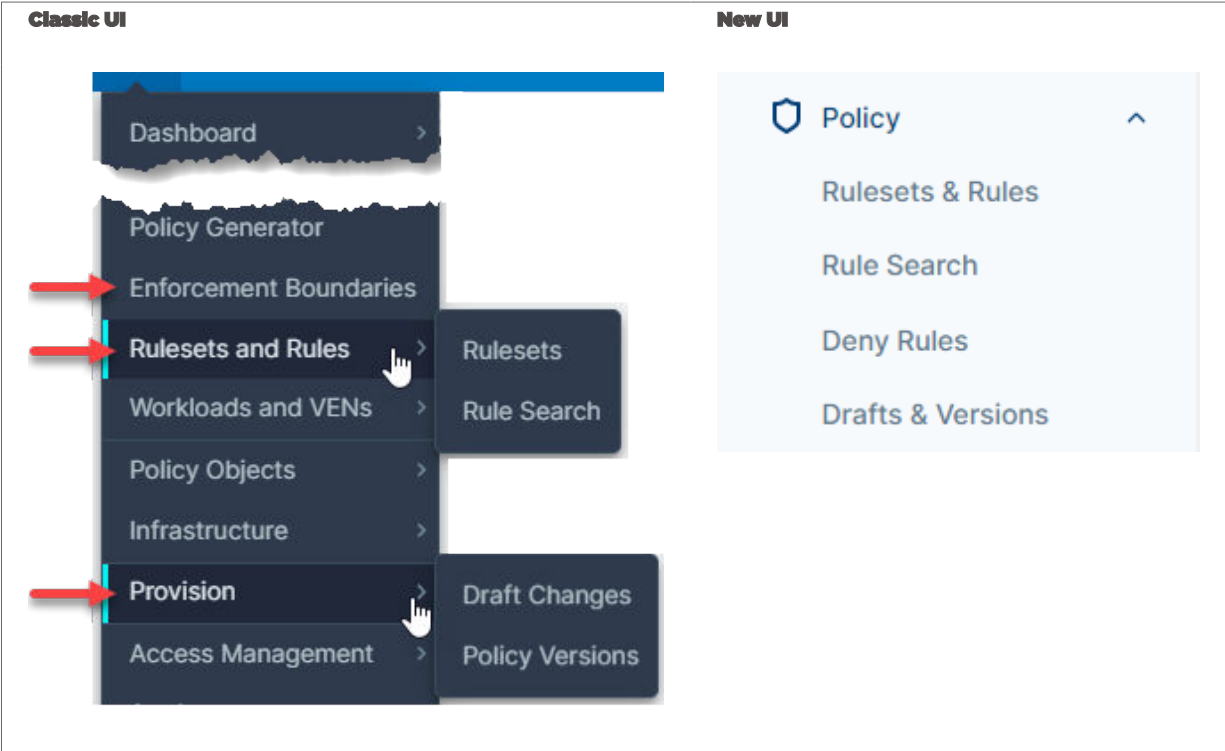 Classic UI
New UI
Dashboard
Policy Generator
Enforcement Boundaries
Rulesets and Rules
Rulesets
Rule Search
Workloads and VENs
Policy Objects
Infrastructure
Provision
Draft Changes
Policy Versions
Access Management
Policy
Rulesets & Rules
Rule Search
Deny Rules
Drafts & Versions